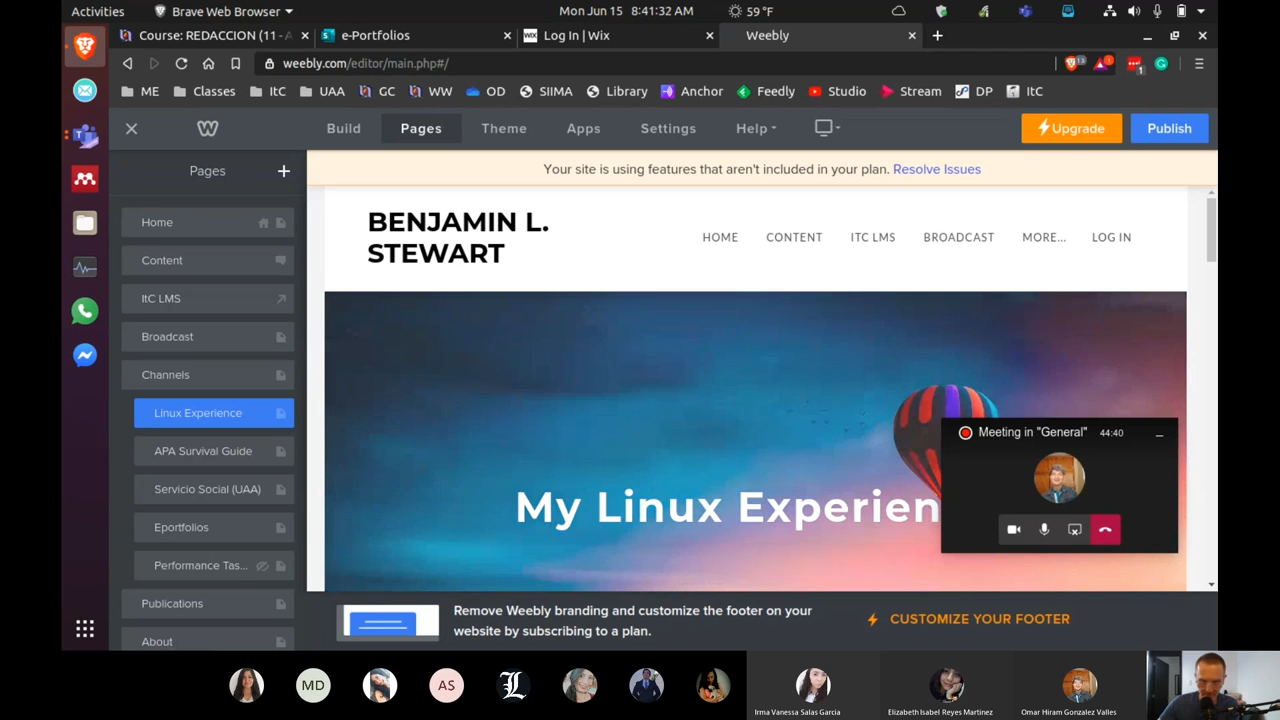 Activities
Brave Web Browser
Mon Jun 15 8:41:32 AM
59 °F
Course: REDACCION (11 - A
e-Portfolios
WIX Log In | Wix
Weebly
weebly.com/editor/main.php#/
13
1
1
ME
Classes
ItC
UAA
GC
WW
OD
SIIMA
Library
Anchor
Feedly
Studio
Stream
DP
ItC
Build
Pages
Theme
Apps
Settings
Help
Upgrade
Publish
Pages
Your site is using features that aren't included in your plan. Resolve Issues
Home
Content
ItC LMS
Broadcast
Channels
Linux Experience
APA Survival Guide
Servicio Social (UAA)
Eportfolios
Performance Tas...
Publications
About
BENJAMIN L.
STEWART
HOME
CONTENT
ITC LMS
BROADCAST
MORE...
LOG IN
My Linux Experien
Meeting in "General"
44:40
Remove Weebly branding and customize the footer on your
website by subscribing to a plan.
CUSTOMIZE YOUR FOOTER
MD
AS
L
Irma Vanessa Salas Garcia
Elizabeth Isabel Reyes Martinez
Omar Hiram Gonzalez Valles